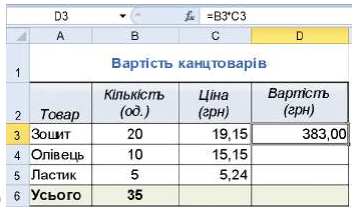 D3 fx =B3*C3
A B C D
1 Вартість канцтоварів
2 Товар Кількість (од.) Ціна (грн) Вартість (грн)
3 Зошит 20 19,15 383,00
4 Олівець 10 15,15
5 Ластик 5 5,24
6 Усього 35